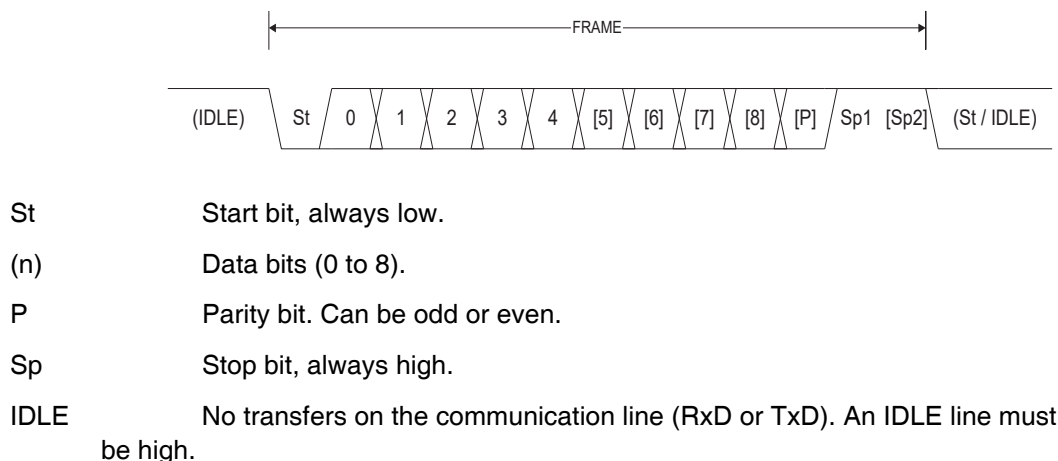 FRAME
(IDLE) St 0 1 2 3 4 [5] [6] [7] [8] [P] Sp1 [Sp2] (St / IDLE)
St Start bit, always low.
(n) Data bits (0 to 8).
P Parity bit. Can be odd or even.
Sp Stop bit, always high.
IDLE No transfers on the communication line (RxD or TxD). An IDLE line must
be high.